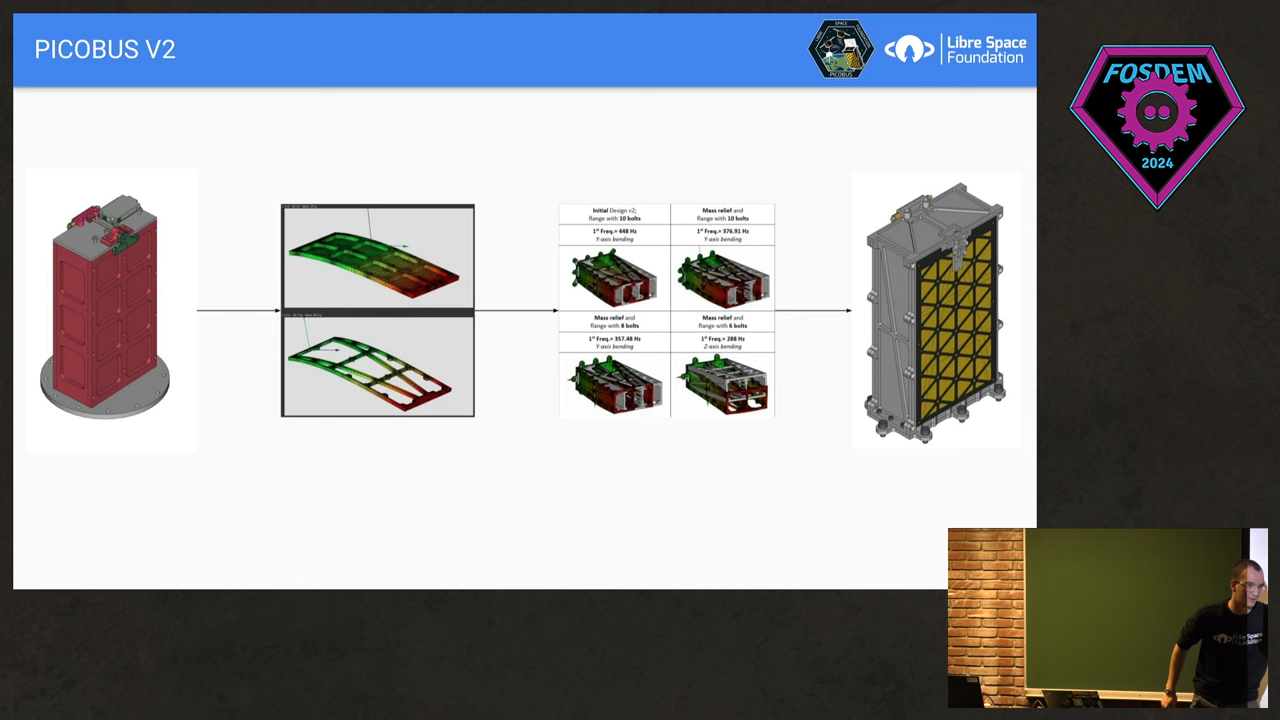 PICOBUS V2
SPACE
PICOBUS
Libre Space
Foundation
FOSDEM
2024
Initial Design v2;
flange with 10 bolts
1st Freq.= 448 Hz
Y-axis bending
Mass relief and
flange with 10 bolts
1st Freq.= 376.91 Hz
Y-axis bending
Mass relief and
flange with 8 bolts
1st Freq.= 357.48 Hz
Y-axis bending
Mass relief and
flange with 6 bolts
1st Freq.= 288 Hz
Z-axis bending
Libre Space
Foundation